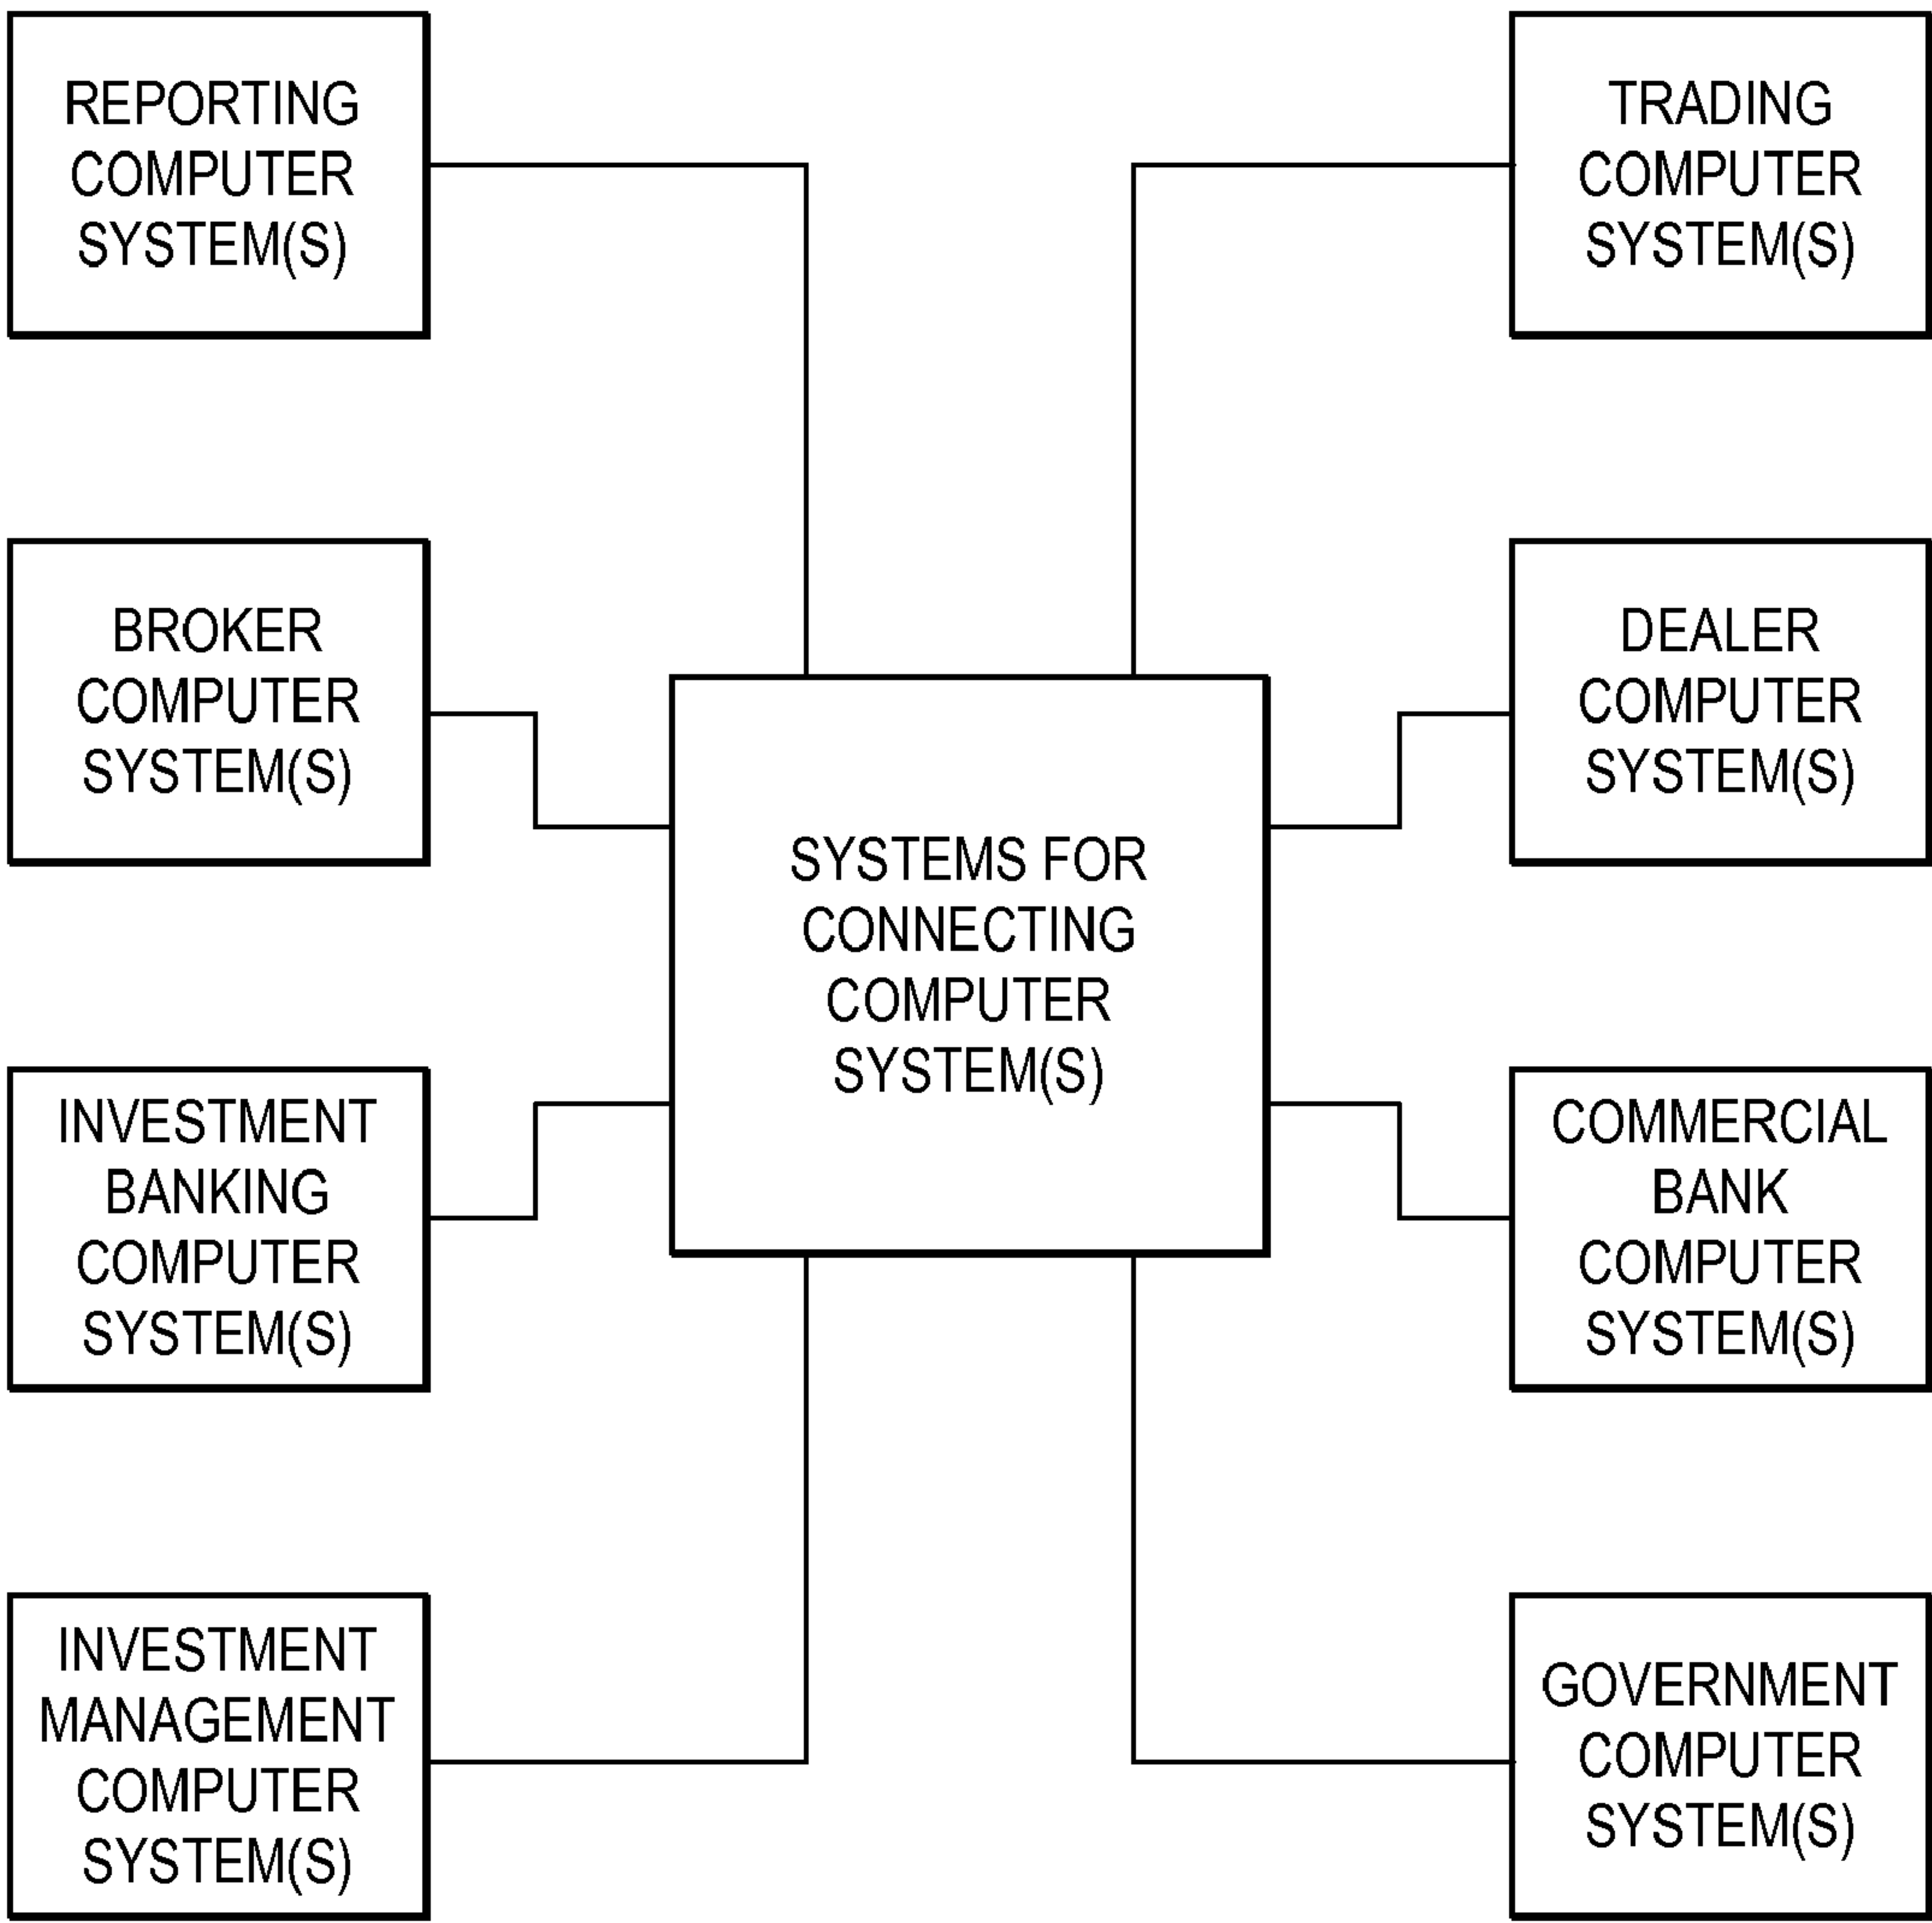 REPORTING
COMPUTER
SYSTEM(S)
TRADING
COMPUTER
SYSTEM(S)
BROKER
COMPUTER
SYSTEM(S)
DEALER
COMPUTER
SYSTEM(S)
SYSTEMS FOR
CONNECTING
COMPUTER
SYSTEM(S)
INVESTMENT
BANKING
COMPUTER
SYSTEM(S)
COMMERCIAL
BANK
COMPUTER
SYSTEM(S)
INVESTMENT
MANAGEMENT
COMPUTER
SYSTEM(S)
GOVERNMENT
COMPUTER
SYSTEM(S)